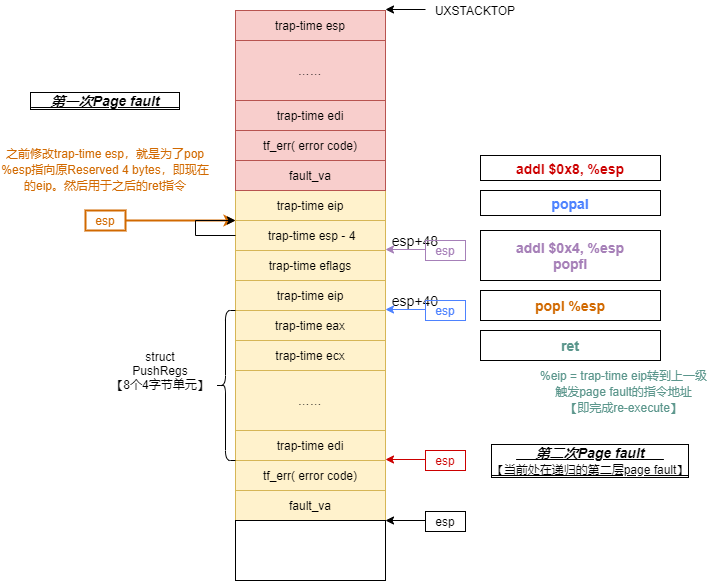 UXSTACKTOP
trap-time esp
……
trap-time edi
tf_err( error code)
fault_va
第一次Page fault
之前修改trap-time esp，就是为了pop
%esp指向原Reserved 4 bytes，即现在
的eip。然后用于之后的ret指令
esp
trap-time eip
trap-time esp - 4
trap-time eflags
trap-time eip
trap-time eax
trap-time ecx
……
trap-time edi
tf_err( error code)
fault_va
struct
PushRegs
【8个4字节单元】
esp+48
esp
esp+40
esp
esp
esp
addl $0x8, %esp
popal
addl $0x4, %esp
popfl
popl %esp
ret
%eip = trap-time eip转到上一级
触发page fault的指令地址
【即完成re-execute】
第二次Page fault
【当前处在递归的第二层page fault】